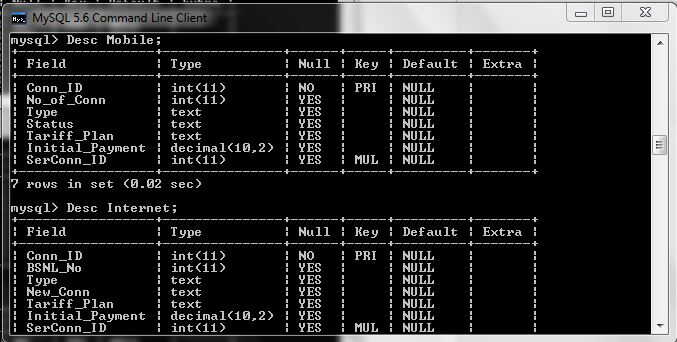 MySQL 5.6 Command Line Client
mysql> Desc Mobile;
+-----------------+---------------+------+-----+---------+-------+
| Field           | Type          | Null | Key | Default | Extra |
+-----------------+---------------+------+-----+---------+-------+
| Conn_ID         | int(11)       | NO   | PRI | NULL    |       |
| No_of_Conn      | int(11)       | YES  |     | NULL    |       |
| Type            | text          | YES  |     | NULL    |       |
| Status          | text          | YES  |     | NULL    |       |
| Tariff_Plan     | text          | YES  |     | NULL    |       |
| Initial_Payment | decimal(10,2) | YES  |     | NULL    |       |
| SerConn_ID      | int(11)       | YES  | MUL | NULL    |       |
+-----------------+---------------+------+-----+---------+-------+
7 rows in set (0.02 sec)
mysql> Desc Internet;
+-----------------+---------------+------+-----+---------+-------+
| Field           | Type          | Null | Key | Default | Extra |
+-----------------+---------------+------+-----+---------+-------+
| Conn_ID         | int(11)       | NO   | PRI | NULL    |       |
| BSNL_No         | int(11)       | YES  |     | NULL    |       |
| Type            | text          | YES  |     | NULL    |       |
| New_Conn        | text          | YES  |     | NULL    |       |
| Tariff_Plan     | text          | YES  |     | NULL    |       |
| Initial_Payment | decimal(10,2) | YES  |     | NULL    |       |
| SerConn_ID      | int(11)       | YES  | MUL | NULL    |       |